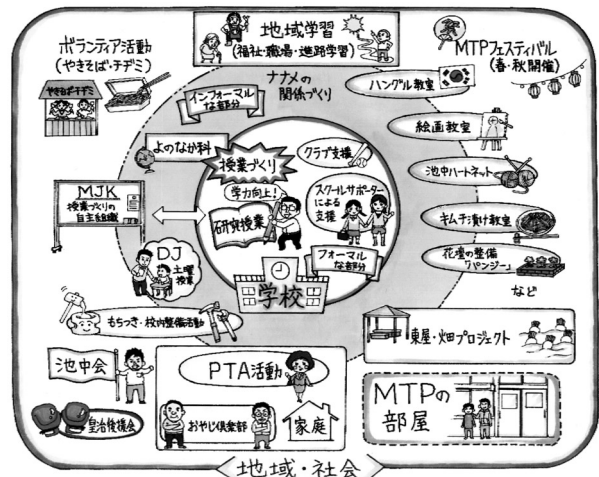 地域学習
(福祉・職場・進路学習)
ボランティア活動
(やきそば・チデミ)
やきそば・チデミ
MTPフェスティバル
(春・秋開催)
ナナメの
関係づくり
インフォーマル
な部分
ハングル教室
絵画教室
池中ハートネット
キムチ漬け教室
花壇の整備
「パンジー」
など
よのなか科
授業づくり
クラブ支援
学力向上!
研究授業
スクールサポーター
による
支援
フォーマル
な部分
学校
MJK
授業づくりの
自主組織
DJ
土曜
授業
もちつき・校内整備活動
東屋・畑プロジェクト
池中会
皇治後援会
PTA活動
おやじ倶楽部
家庭
MTPの
部屋
地域・社会